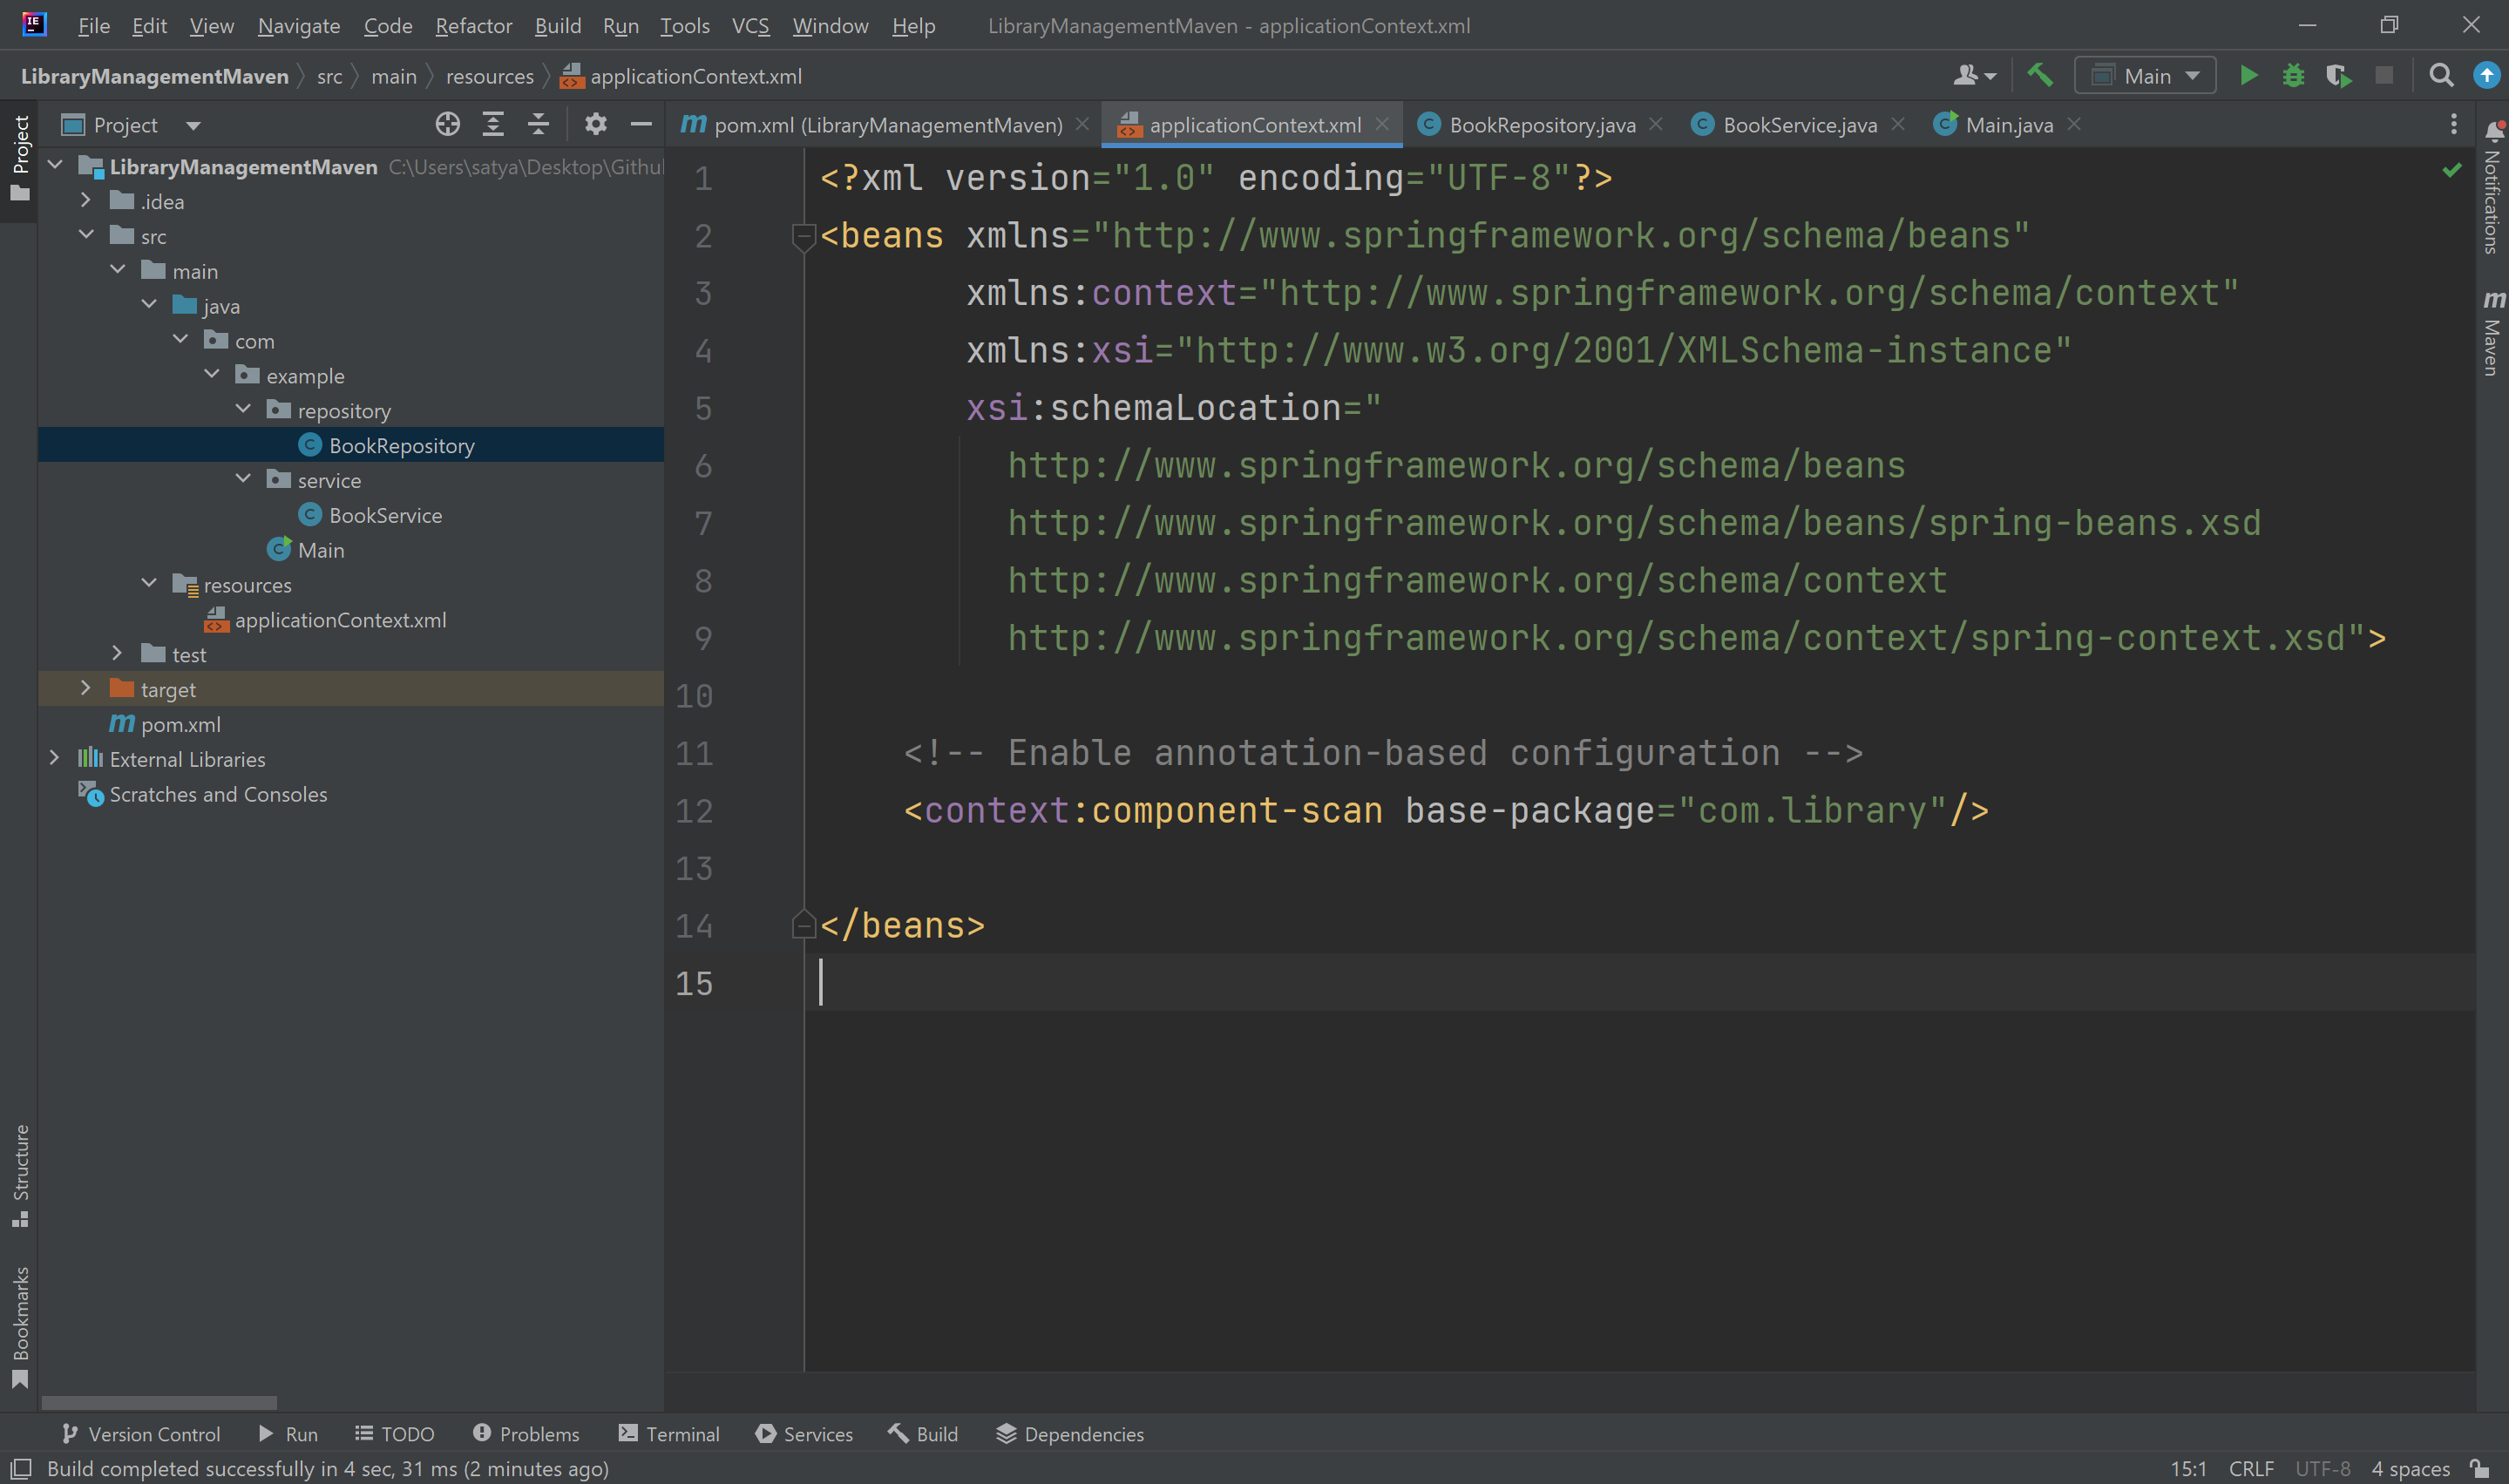 File Edit View Navigate Code Refactor Build Run Tools VCS Window Help LibraryManagementMaven - applicationContext.xml
LibraryManagementMaven src main resources applicationContext.xml Main
Project
Project
pom.xml (LibraryManagementMaven) applicationContext.xml BookRepository.java BookService.java Main.java
LibraryManagementMaven C:\Users\satya\Desktop\Githu
.idea
src
main
java
com
example
repository
BookRepository
service
BookService
Main
resources
applicationContext.xml
test
target
pom.xml
External Libraries
Scratches and Consoles
Structure
Bookmarks
1 <?xml version="1.0" encoding="UTF-8"?>
2 <beans xmlns="http://www.springframework.org/schema/beans"
3 xmlns:context="http://www.springframework.org/schema/context"
4 xmlns:xsi="http://www.w3.org/2001/XMLSchema-instance"
5 xsi:schemaLocation="
6 http://www.springframework.org/schema/beans
7 http://www.springframework.org/schema/beans/spring-beans.xsd
8 http://www.springframework.org/schema/context
9 http://www.springframework.org/schema/context/spring-context.xsd">
10
11 <!-- Enable annotation-based configuration -->
12 <context:component-scan base-package="com.library"/>
13
14 </beans>
15
Notifications
m Maven
Version Control Run TODO Problems Terminal Services Build Dependencies
Build completed successfully in 4 sec, 31 ms (2 minutes ago) 15:1 CRLF UTF-8 4 spaces